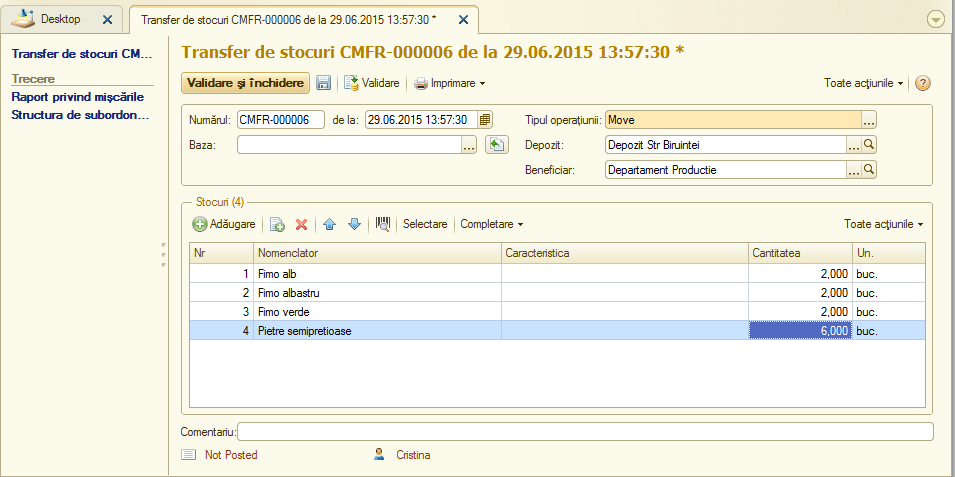 Desktop
Transfer de stocuri CMFR-000006 de la 29.06.2015 13:57:30 *
Transfer de stocuri CM...
Trecere
Raport privind mișcările
Structura de subordon...
Transfer de stocuri CMFR-000006 de la 29.06.2015 13:57:30 *
Validare și închidere Validare Imprimare Toate acțiunile ?
Numărul: CMFR-000006 de la: 29.06.2015 13:57:30 Tipul operațiunii: Move ...
Baza: ... Depozit: Depozit Str Biruintei ...
Beneficiar: Departament Productie ...
Stocuri (4)
Adăugare Selectare Completare Toate acțiunile
Nr Nomenclator Caracteristica Cantitatea Un.
1 Fimo alb 2,000 buc.
2 Fimo albastru 2,000 buc.
3 Fimo verde 2,000 buc.
4 Pietre semipretioase 6,000 buc.
Comentariu:
Not Posted Cristina